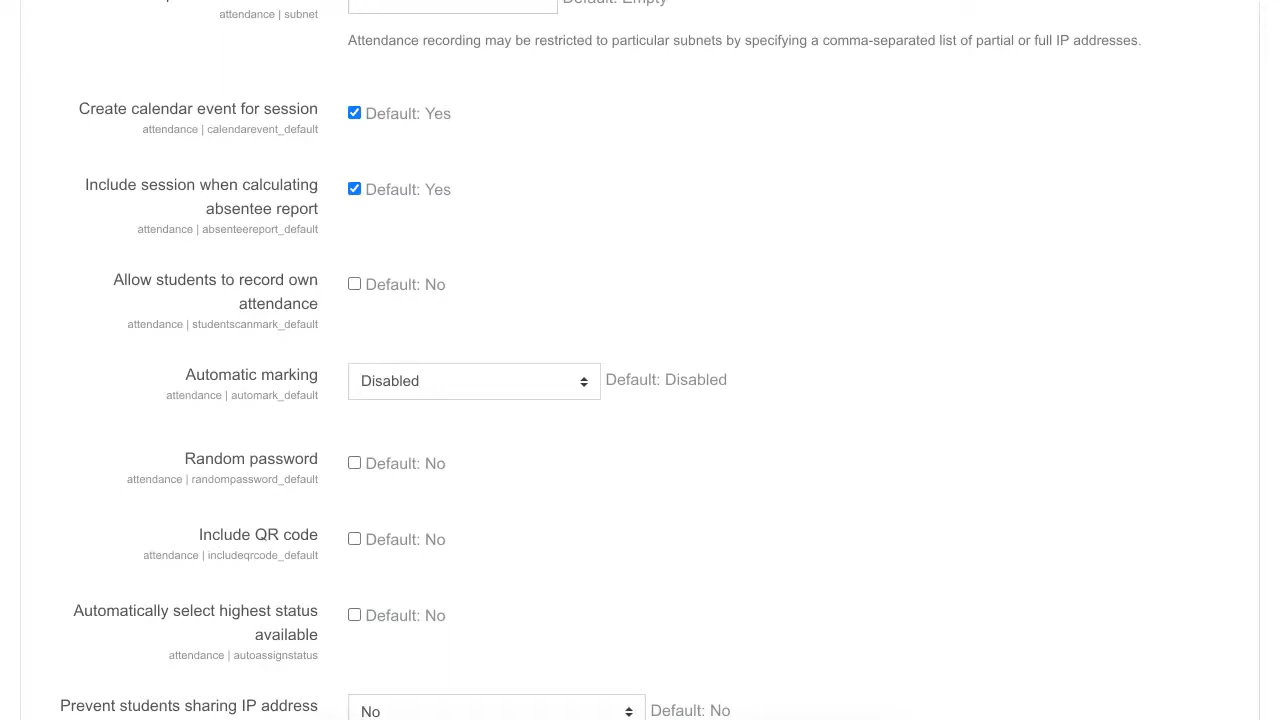 Default: Empty
attendance | subnet
Attendance recording may be restricted to particular subnets by specifying a comma-separated list of partial or full IP addresses.
Create calendar event for session
Default: Yes
attendance | calendarevent_default
Include session when calculating
absentee report
Default: Yes
attendance | absenteereport_default
Allow students to record own
attendance
Default: No
attendance | studentscanmark_default
Automatic marking
Disabled
Default: Disabled
attendance | automark_default
Random password
Default: No
attendance | randompassword_default
Include QR code
Default: No
attendance | includeqrcode_default
Automatically select highest status
available
Default: No
attendance | autoassignstatus
Prevent students sharing IP address
No
Default: No